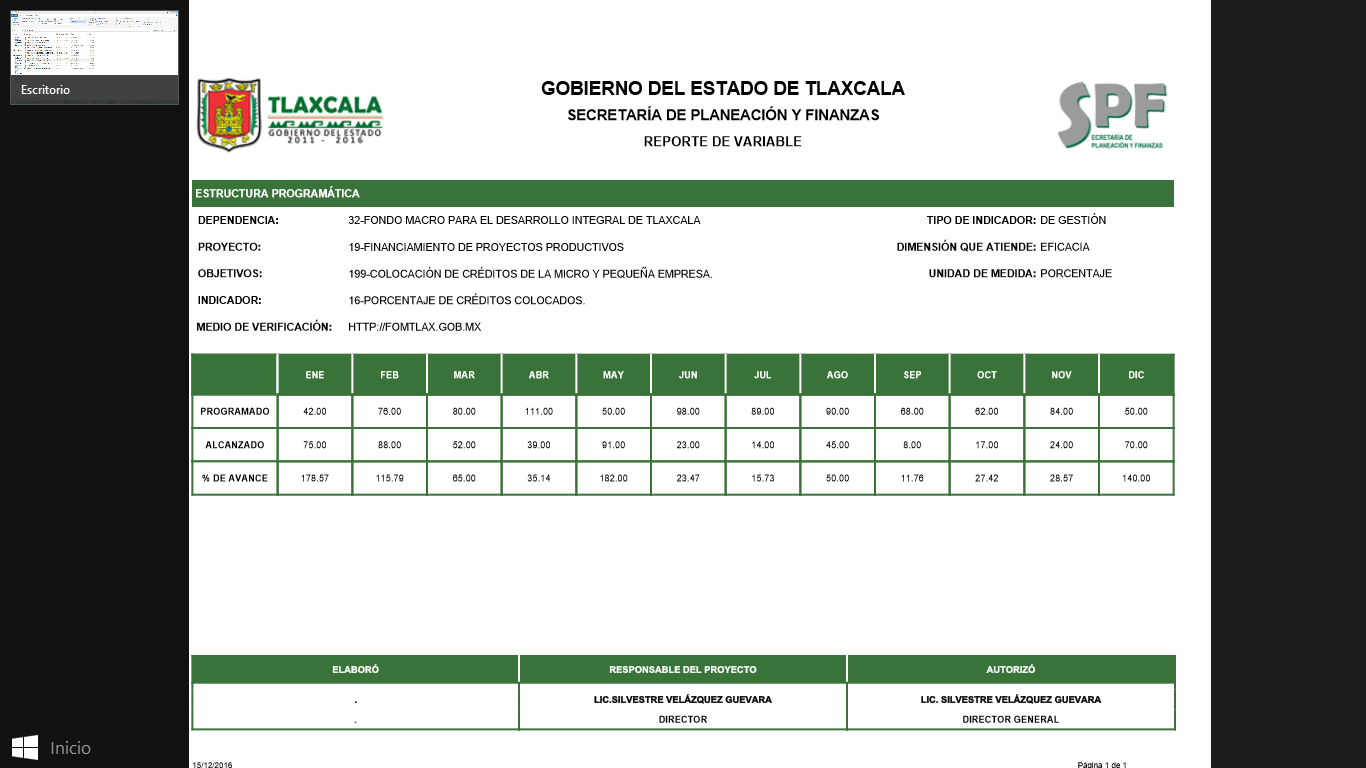 Escritorio
TLAXCALA
GOBIERNO DEL ESTADO
2011 - 2016
GOBIERNO DEL ESTADO DE TLAXCALA
SECRETARÍA DE PLANEACIÓN Y FINANZAS
REPORTE DE VARIABLE
SPF
SECRETARÍA DE
PLANEACIÓN Y FINANZAS
ESTRUCTURA PROGRAMÁTICA
DEPENDENCIA: 32-FONDO MACRO PARA EL DESARROLLO INTEGRAL DE TLAXCALA TIPO DE INDICADOR: DE GESTIÓN
PROYECTO: 19-FINANCIAMIENTO DE PROYECTOS PRODUCTIVOS DIMENSIÓN QUE ATIENDE: EFICACIA
OBJETIVOS: 199-COLOCACIÓN DE CRÉDITOS DE LA MICRO Y PEQUEÑA EMPRESA. UNIDAD DE MEDIDA: PORCENTAJE
INDICADOR: 16-PORCENTAJE DE CRÉDITOS COLOCADOS.
MEDIO DE VERIFICACIÓN: HTTP://FOMTLAX.GOB.MX
ENE FEB MAR ABR MAY JUN JUL AGO SEP OCT NOV DIC
PROGRAMADO 42.00 76.00 80.00 111.00 50.00 98.00 89.00 90.00 68.00 62.00 84.00 50.00
ALCANZADO 75.00 88.00 52.00 39.00 91.00 23.00 14.00 45.00 8.00 17.00 24.00 70.00
% DE AVANCE 178.57 115.79 65.00 35.14 182.00 23.47 15.73 50.00 11.76 27.42 28.57 140.00
ELABORÓ RESPONSABLE DEL PROYECTO AUTORIZÓ
. LIC.SILVESTRE VELÁZQUEZ GUEVARA LIC. SILVESTRE VELÁZQUEZ GUEVARA
. DIRECTOR DIRECTOR GENERAL
Inicio
15/12/2016 Página 1 de 1